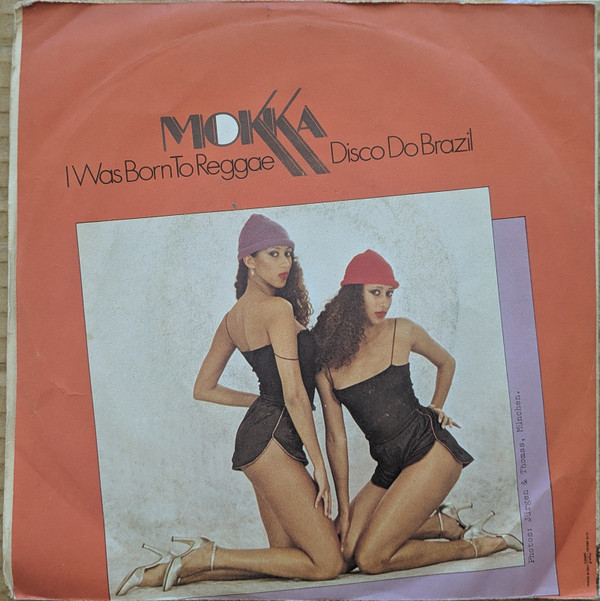 MOKKA
I Was Born To Reggae Disco Do Brazil
Photos: Jürgen & Thomas, München.